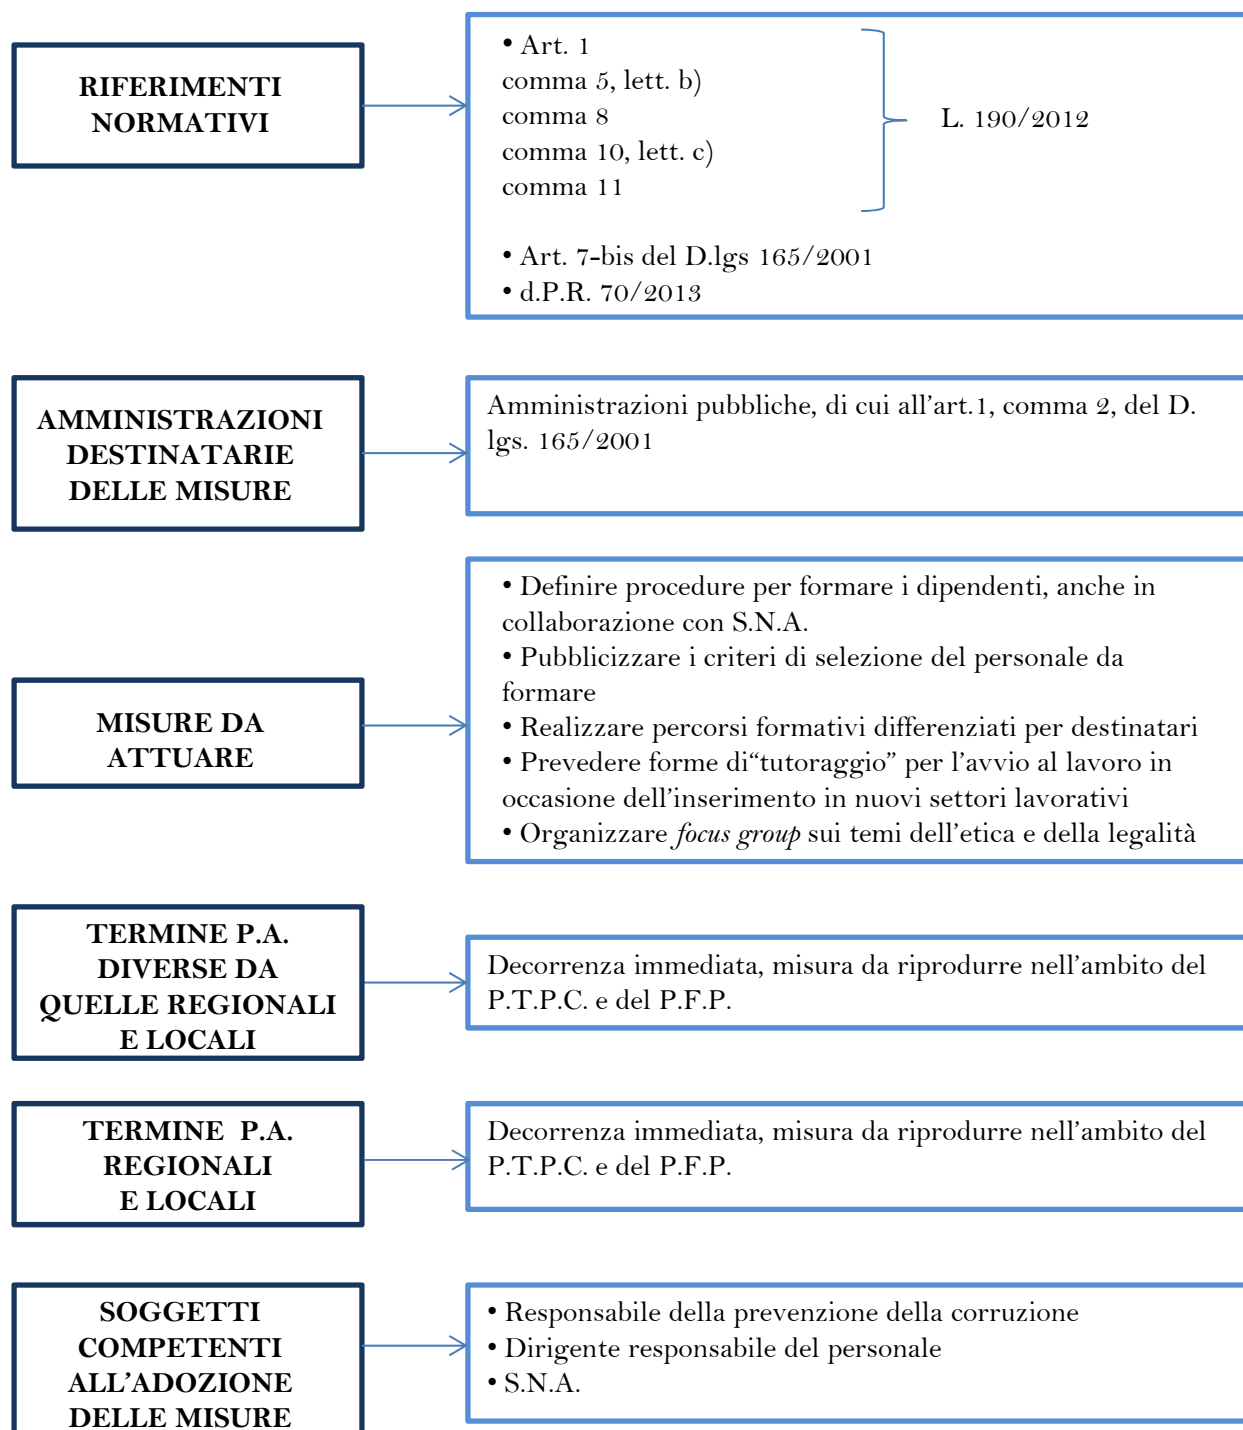 RIFERIMENTI
NORMATIVI
• Art. 1
comma 5, lett. b)
comma 8
comma 10, lett. c)
comma 11
L. 190/2012
• Art. 7-bis del D.lgs 165/2001
• d.P.R. 70/2013
AMMINISTRAZIONI
DESTINATARIE
DELLE MISURE
Amministrazioni pubbliche, di cui all’art.1, comma 2, del D.
lgs. 165/2001
MISURE DA
ATTUARE
• Definire procedure per formare i dipendenti, anche in
collaborazione con S.N.A.
• Pubblicizzare i criteri di selezione del personale da
formare
• Realizzare percorsi formativi differenziati per destinatari
• Prevedere forme di“tutoraggio” per l’avvio al lavoro in
occasione dell’inserimento in nuovi settori lavorativi
• Organizzare focus group sui temi dell’etica e della legalità
TERMINE P.A.
DIVERSE DA
QUELLE REGIONALI
E LOCALI
Decorrenza immediata, misura da riprodurre nell’ambito del
P.T.P.C. e del P.F.P.
TERMINE P.A.
REGIONALI
E LOCALI
Decorrenza immediata, misura da riprodurre nell’ambito del
P.T.P.C. e del P.F.P.
SOGGETTI
COMPETENTI
ALL’ADOZIONE
DELLE MISURE
• Responsabile della prevenzione della corruzione
• Dirigente responsabile del personale
• S.N.A.